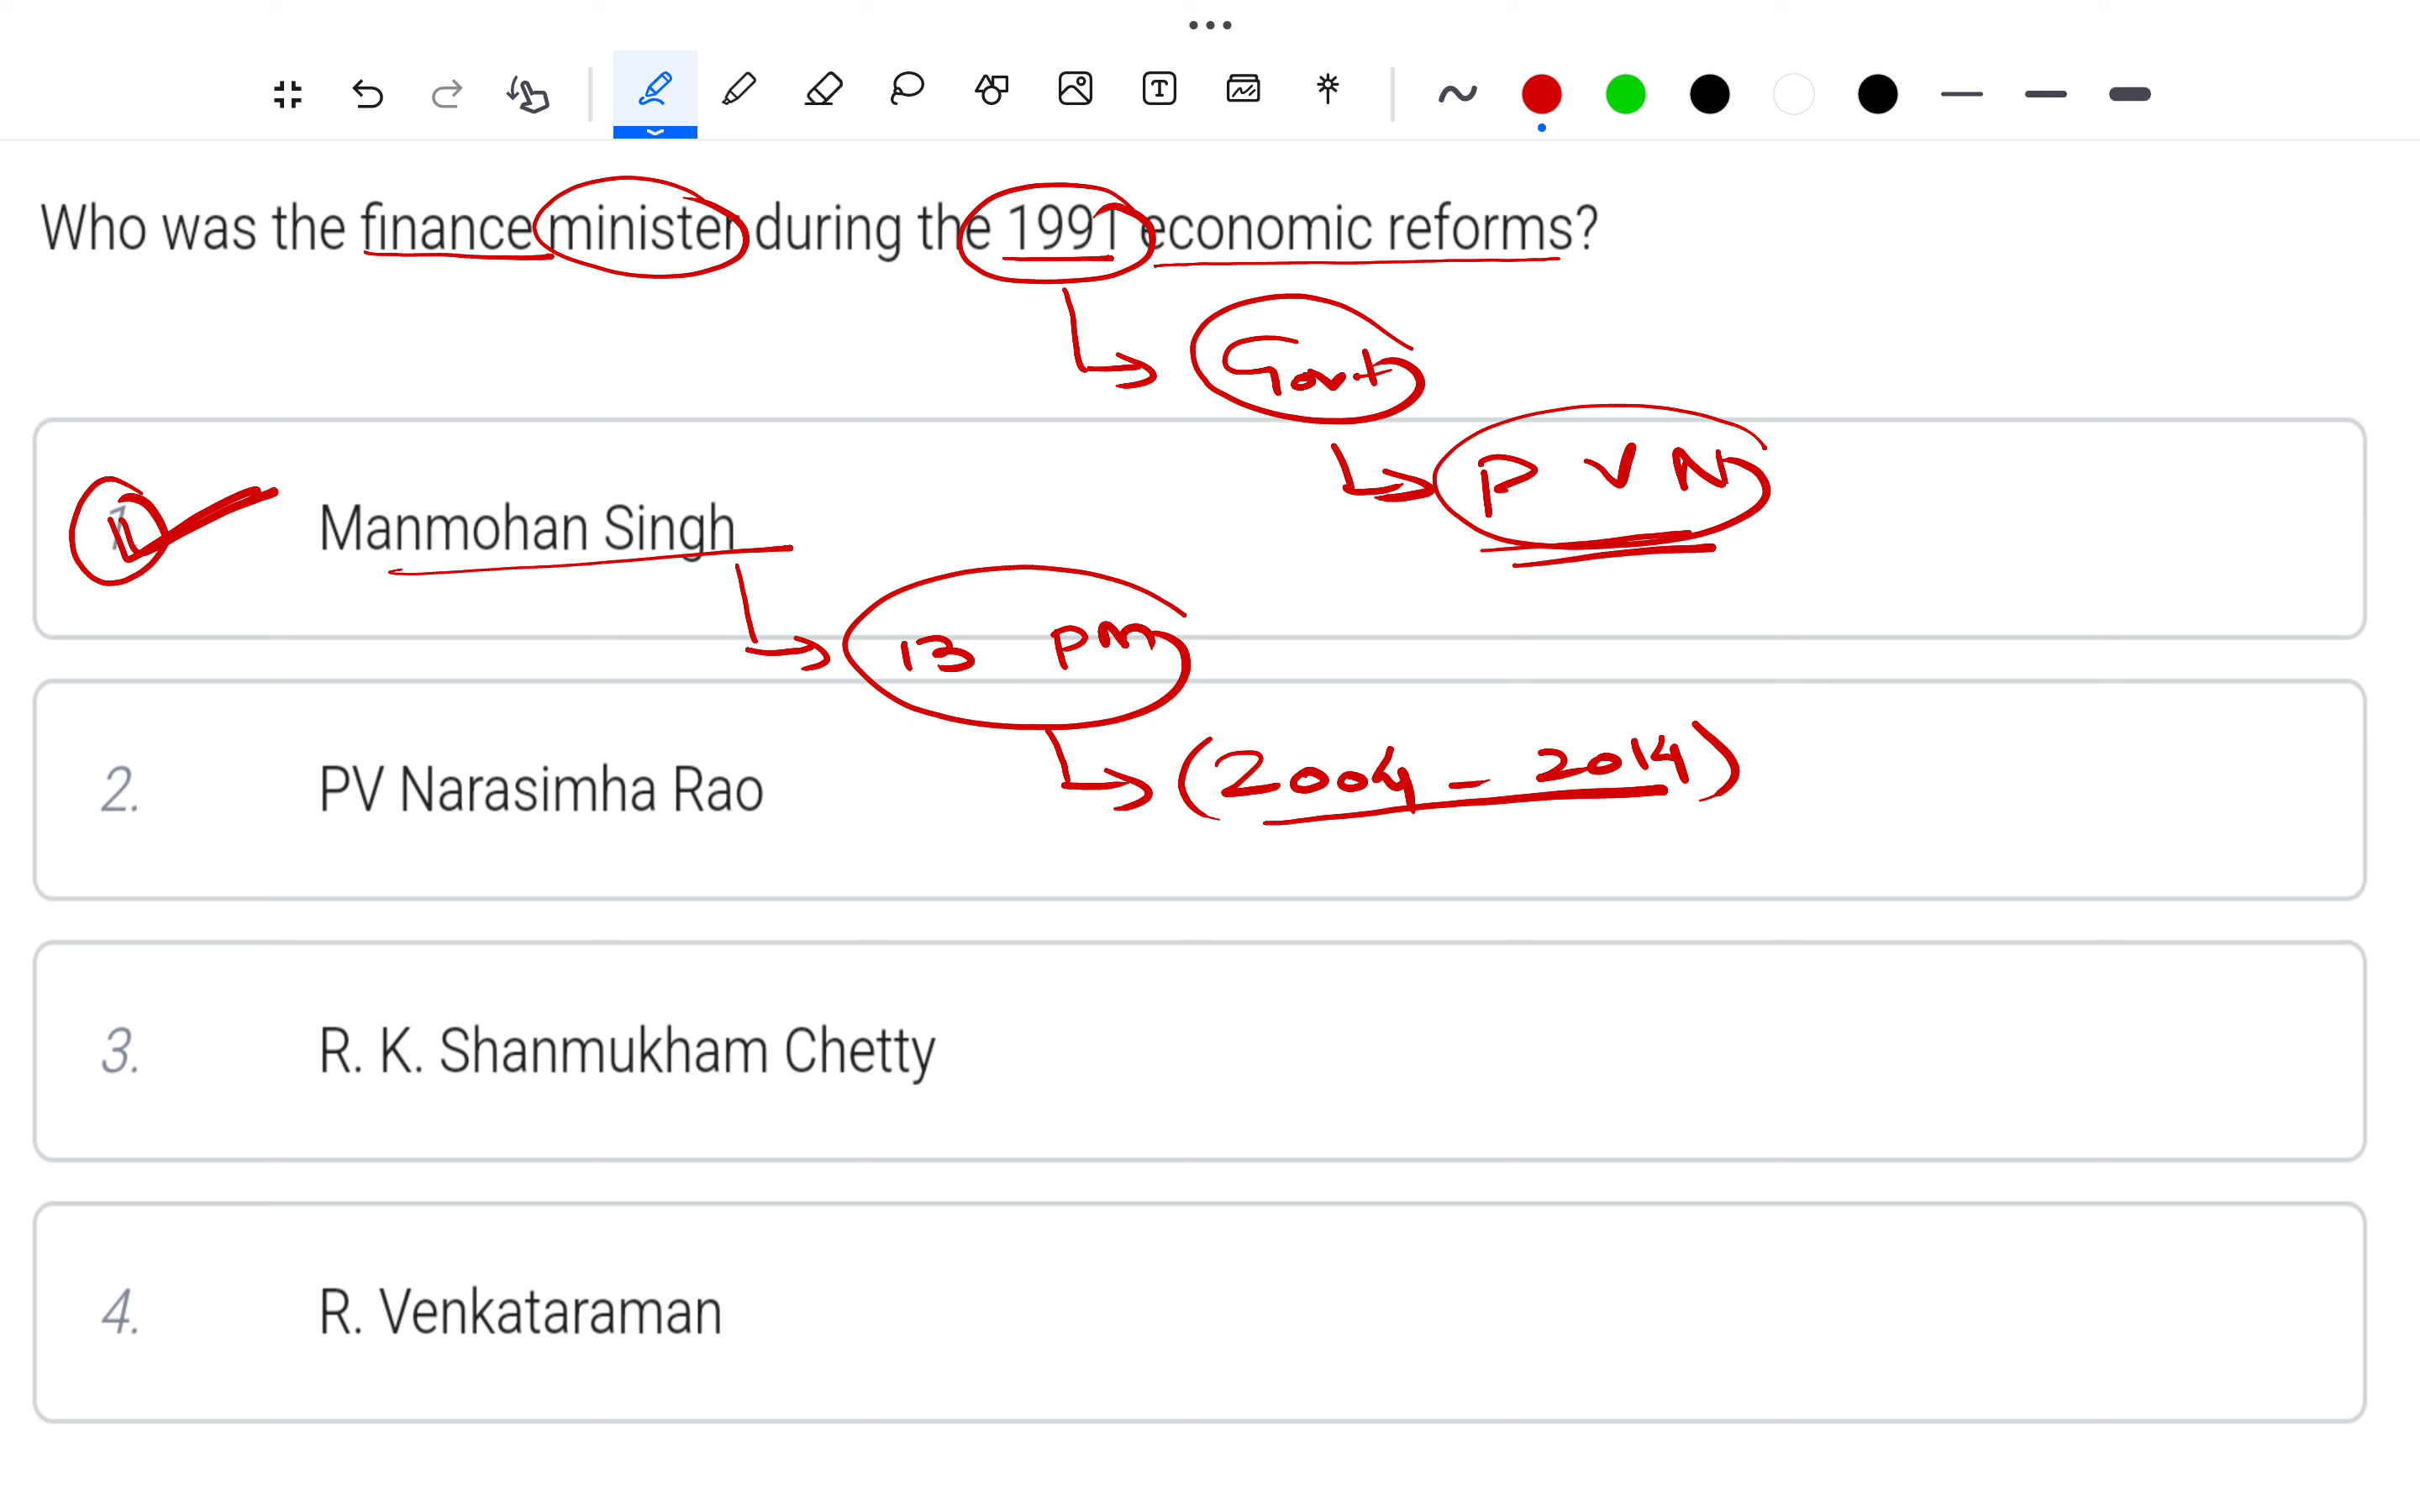 Who was the finance minister during the 1991 economic reforms?
Govt
P V N
1. Manmohan Singh
13 PM
2. PV Narasimha Rao
(2004 - 2014)
3. R. K. Shanmukham Chetty
4. R. Venkataraman